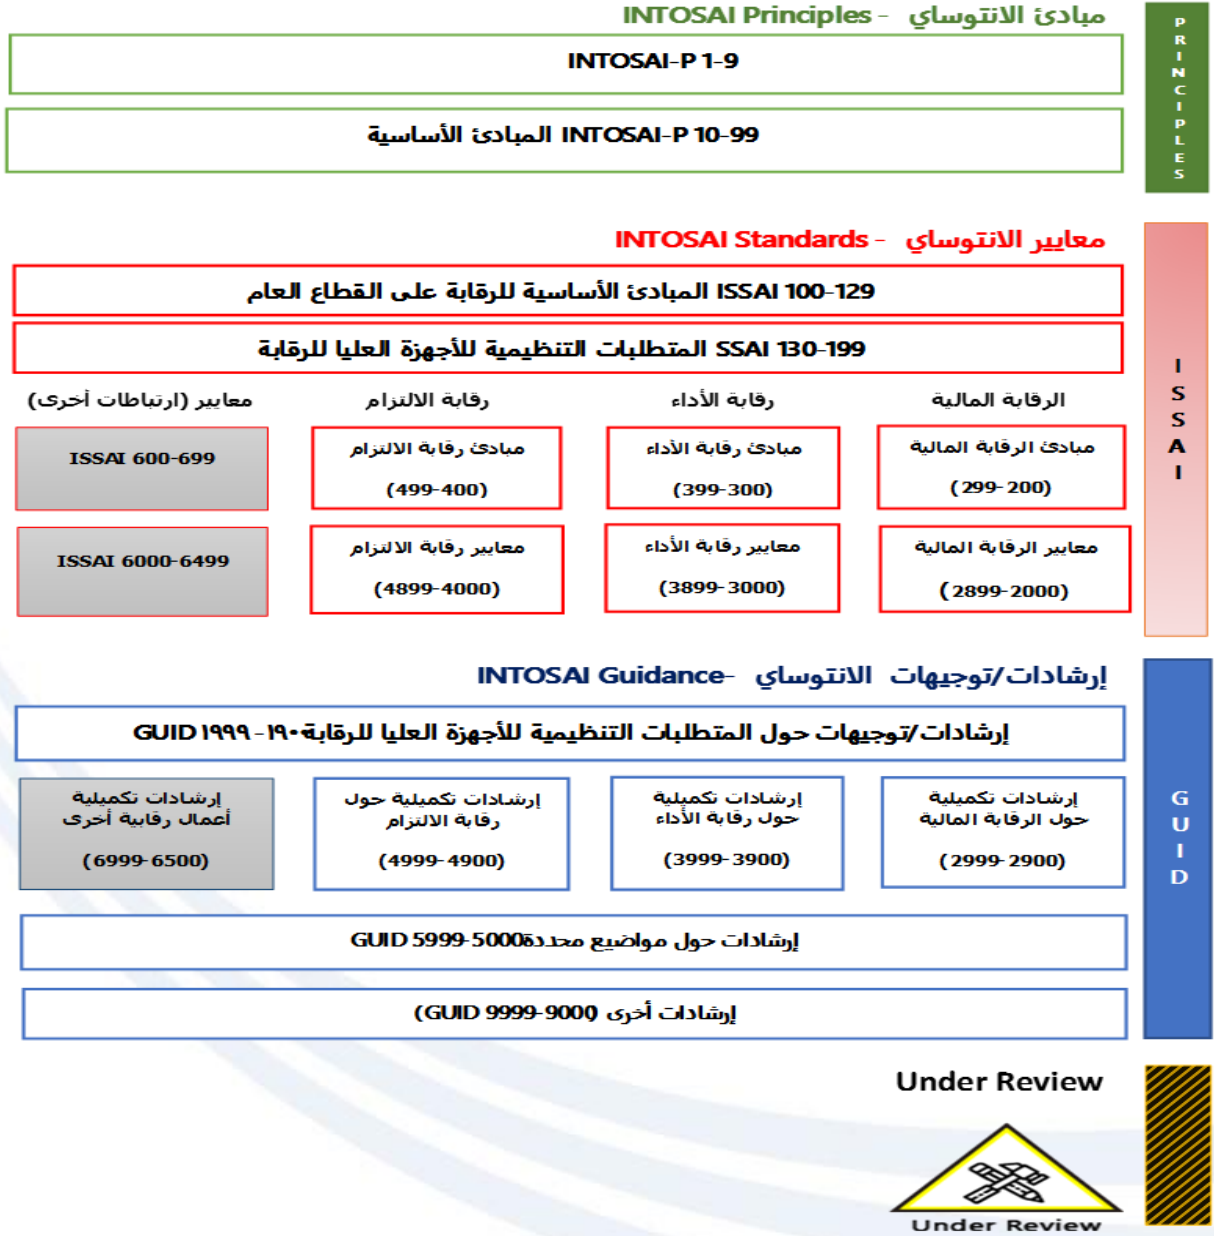 مبادئ الانتوساي - INTOSAI Principles
INTOSAI-P 1-9
INTOSAI-P 10-99 المبادئ الأساسية
PRINCIPLES
معايير الانتوساي - INTOSAI Standards
ISSAI 100-129 المبادئ الأساسية للرقابة على القطاع العام
SSAI 130-199 المتطلبات التنظيمية للأجهزة العليا للرقابة
الرقابة المالية
رقابة الأداء
رقابة الالتزام
معايير (ارتباطات أخرى)
مبادئ الرقابة المالية
(299-200)
مبادئ رقابة الأداء
(399-300)
مبادئ رقابة الالتزام
(499-400)
ISSAI 600-699
معايير الرقابة المالية
(2899-2000)
معايير رقابة الأداء
(3899-3000)
معايير رقابة الالتزام
(4899-4000)
ISSAI 6000-6499
ISSAI
إرشادات/توجيهات الانتوساي -INTOSAI Guidance
إرشادات/توجيهات حول المتطلبات التنظيمية للأجهزة العليا للرقابة GUID ١٩٩٩ - ١٩٠٠
إرشادات تكميلية
حول الرقابة المالية
(2999-2900)
إرشادات تكميلية
حول رقابة الأداء
(3999-3900)
إرشادات تكميلية حول
رقابة الالتزام
(4999-4900)
إرشادات تكميلية
أعمال رقابية أخرى
(6999-6500)
إرشادات حول مواضيع محددة GUID 5999-5000
إرشادات أخرى (GUID 9999-9000)
GUID
Under Review
Under Review